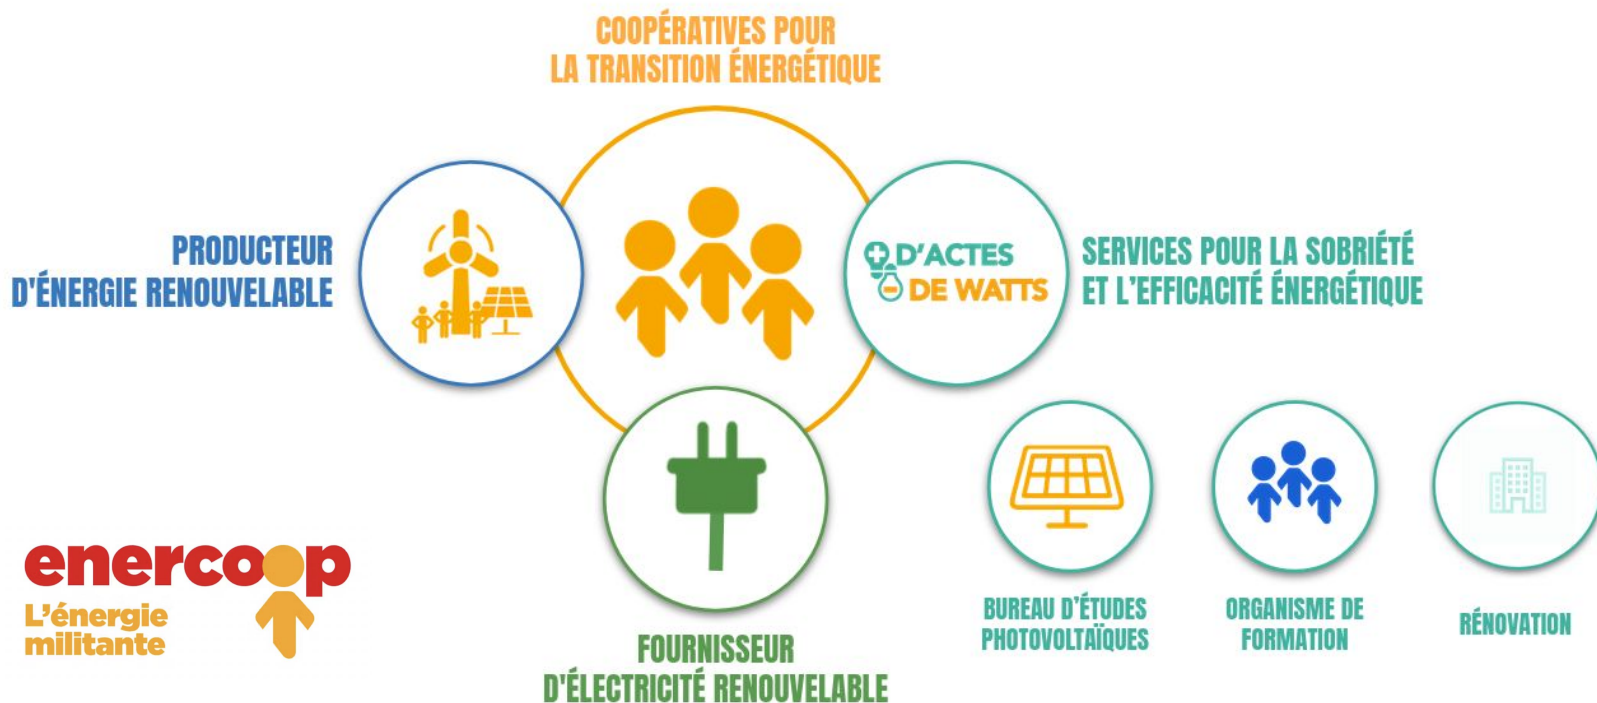 COOPÉRATIVES POUR
LA TRANSITION ÉNERGÉTIQUE
PRODUCTEUR
D'ÉNERGIE RENOUVELABLE
D'ACTES
DE WATTS
SERVICES POUR LA SOBRIÉTÉ
ET L'EFFICACITÉ ÉNERGÉTIQUE
enercoop
L'énergie
militante
FOURNISSEUR
D'ÉLECTRICITÉ RENOUVELABLE
BUREAU D'ÉTUDES
PHOTOVOLTAÏQUES
ORGANISME DE
FORMATION
RÉNOVATION